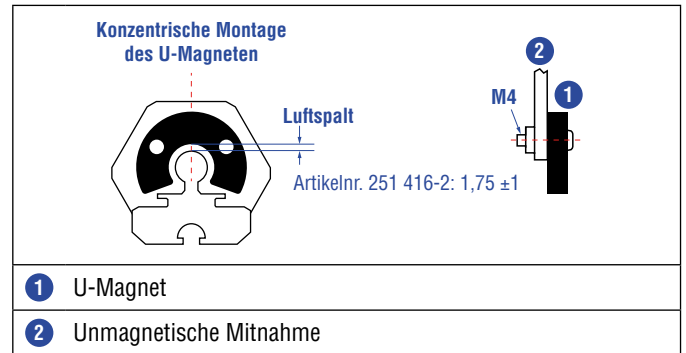 Konzentrische Montage
des U-Magneten
Luftspalt
Artikelnr. 251 416-2: 1,75 ±1
2
1
M4
1 U-Magnet
2 Unmagnetische Mitnahme